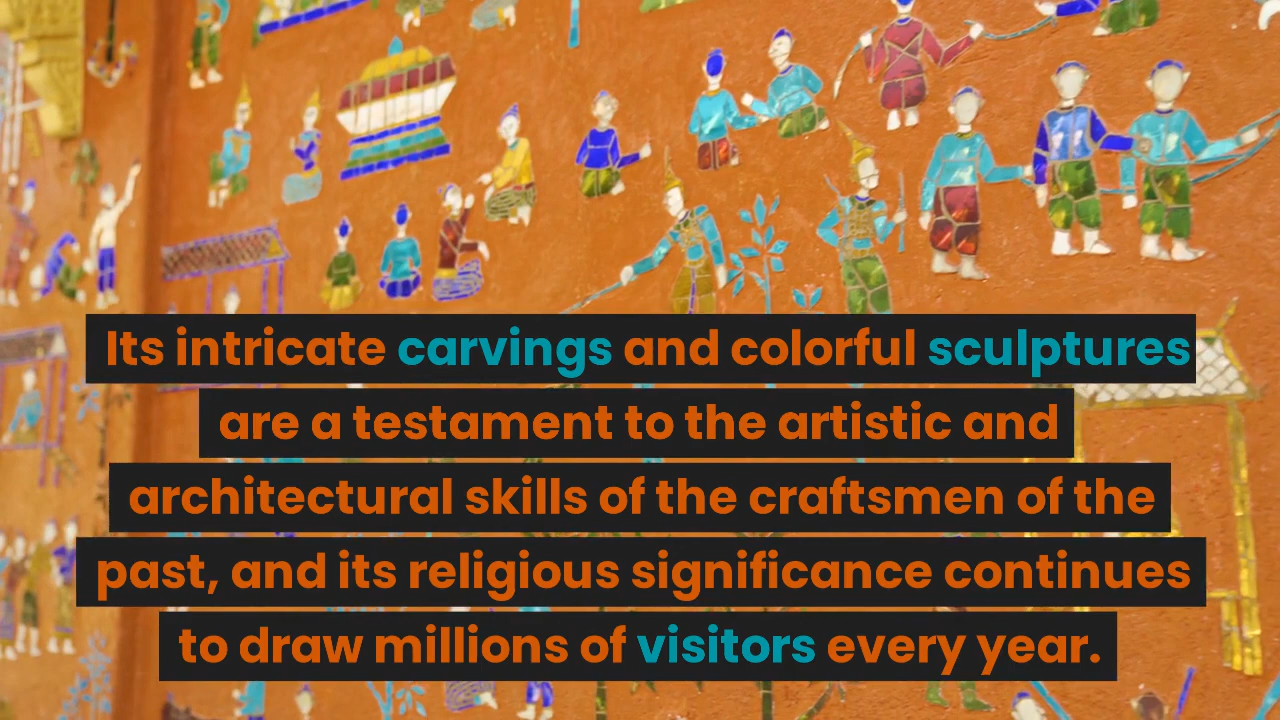 Its intricate carvings and colorful sculptures
are a testament to the artistic and
architectural skills of the craftsmen of the
past, and its religious significance continues
to draw millions of visitors every year.